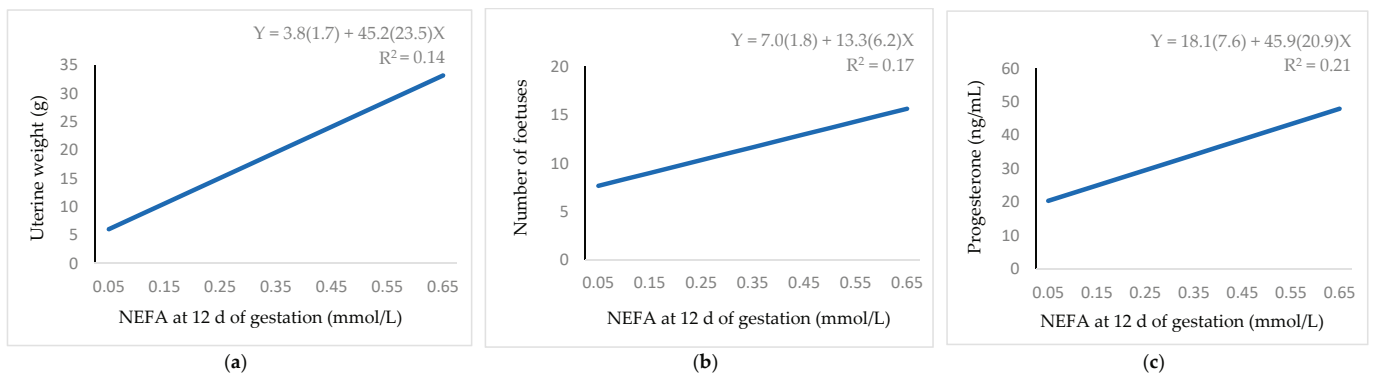 Y = 3.8(1.7) + 45.2(23.5)X
R² = 0.14
Uterine weight (g)
35
30
25
20
15
10
5
0
0.05 0.15 0.25 0.35 0.45 0.55 0.65
NEFA at 12 d of gestation (mmol/L)
(a)
Y = 7.0(1.8) + 13.3(6.2)X
R² = 0.17
Number of foetuses
20
15
10
5
0
0.05 0.15 0.25 0.35 0.45 0.55 0.65
NEFA at 12 d of gestation (mmol/L)
(b)
Y = 18.1(7.6) + 45.9(20.9)X
R² = 0.21
Progesterone (ng/mL)
60
50
40
30
20
10
0
0.05 0.15 0.25 0.35 0.45 0.55 0.65
NEFA at 12 d of gestation (mmol/L)
(c)